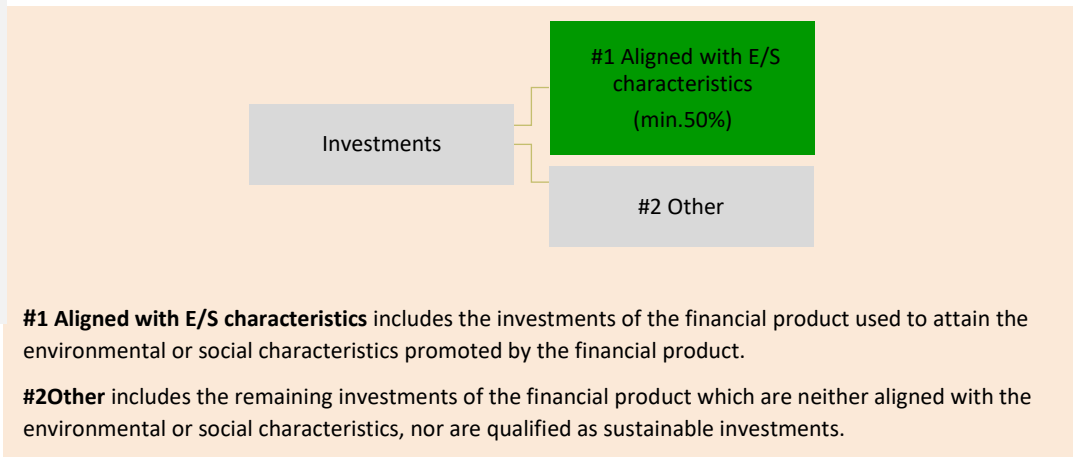 #1 Aligned with E/S
characteristics
(min.50%)
Investments
#2 Other
#1 Aligned with E/S characteristics includes the investments of the financial product used to attain the
environmental or social characteristics promoted by the financial product.
#2Other includes the remaining investments of the financial product which are neither aligned with the
environmental or social characteristics, nor are qualified as sustainable investments.